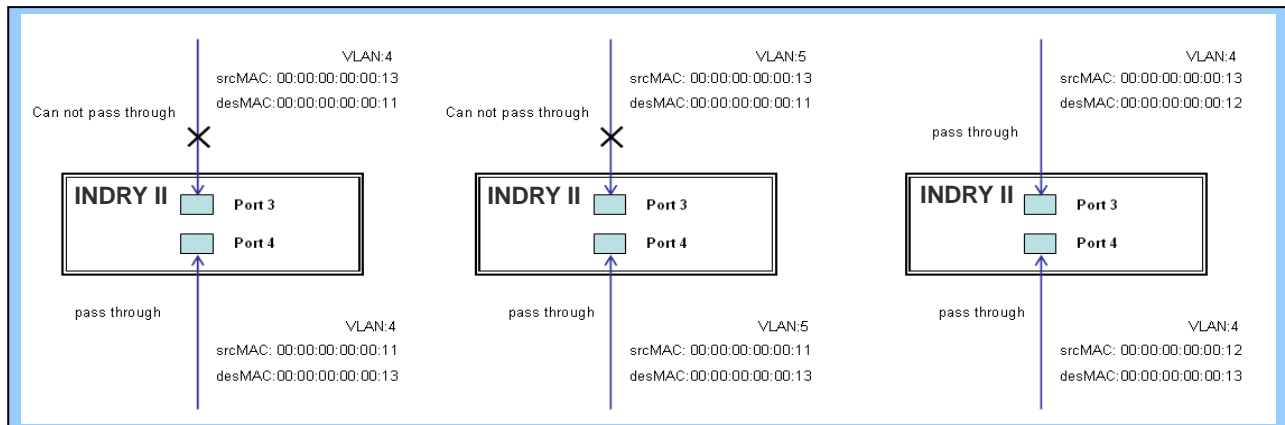 VLAN:4
srcMAC: 00:00:00:00:00:13
desMAC:00:00:00:00:00:11
Can not pass through
INDRY II
Port 3
Port 4
pass through
VLAN:4
srcMAC: 00:00:00:00:00:11
desMAC:00:00:00:00:00:13
VLAN:5
srcMAC: 00:00:00:00:00:13
desMAC:00:00:00:00:00:11
Can not pass through
INDRY II
Port 3
Port 4
pass through
VLAN:5
srcMAC: 00:00:00:00:00:11
desMAC:00:00:00:00:00:13
VLAN:4
srcMAC: 00:00:00:00:00:13
desMAC:00:00:00:00:00:12
pass through
INDRY II
Port 3
Port 4
pass through
VLAN:4
srcMAC: 00:00:00:00:00:12
desMAC:00:00:00:00:00:13